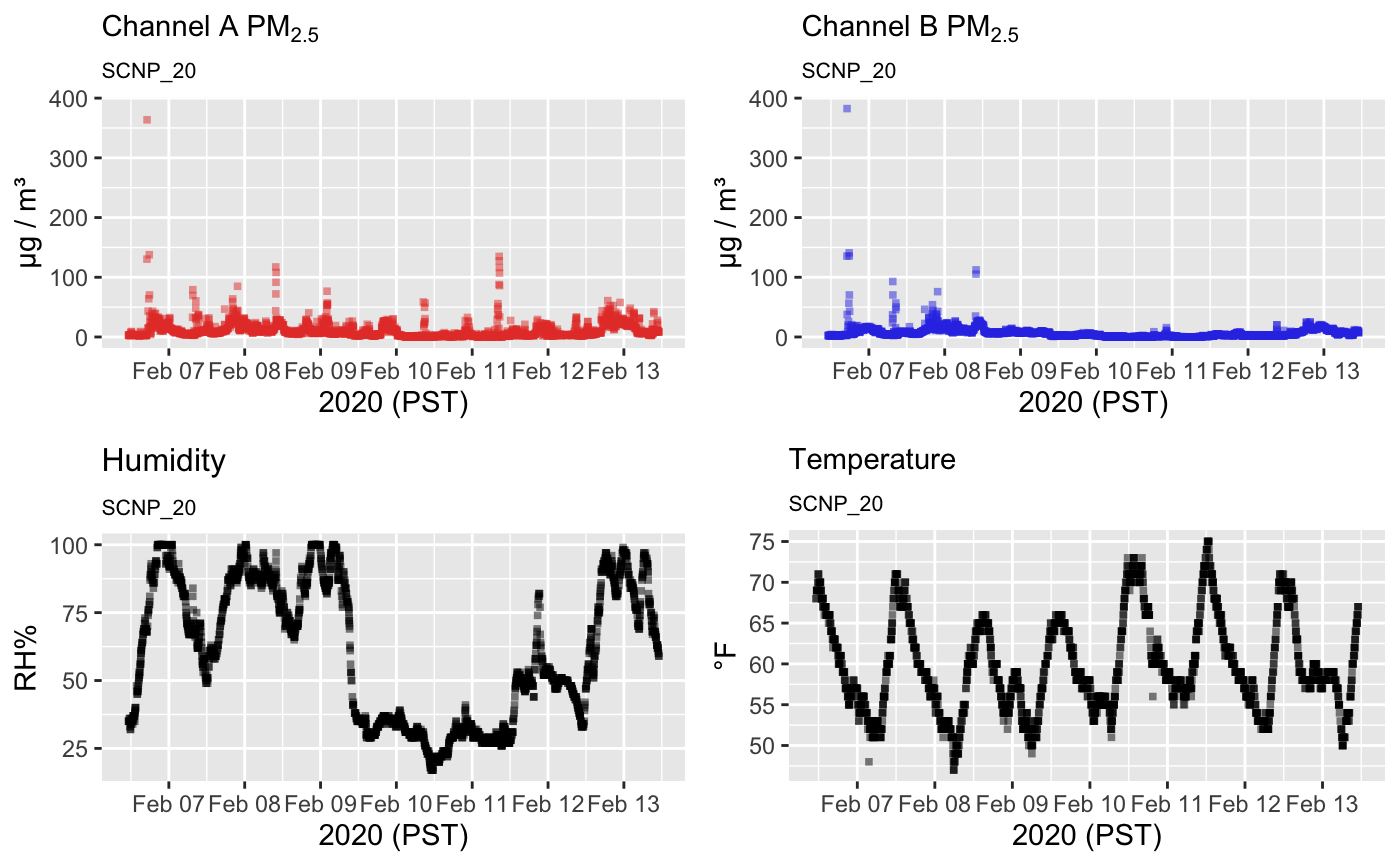 Channel A PM₂.₅
SCNP_20
400
300
200
100
0
µg / m³
Feb 07 Feb 08 Feb 09 Feb 10 Feb 11 Feb 12 Feb 13
2020 (PST)
Channel B PM₂.₅
SCNP_20
400
300
200
100
0
µg / m³
Feb 07 Feb 08 Feb 09 Feb 10 Feb 11 Feb 12 Feb 13
2020 (PST)
Humidity
SCNP_20
100
75
50
25
RH%
Feb 07 Feb 08 Feb 09 Feb 10 Feb 11 Feb 12 Feb 13
2020 (PST)
Temperature
SCNP_20
75
70
65
60
55
50
°F
Feb 07 Feb 08 Feb 09 Feb 10 Feb 11 Feb 12 Feb 13
2020 (PST)